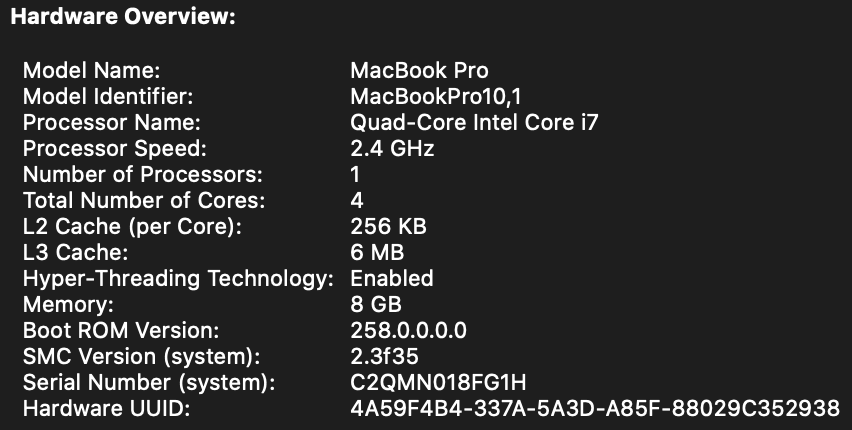 Hardware Overview:
Model Name: MacBook Pro
Model Identifier: MacBookPro10,1
Processor Name: Quad-Core Intel Core i7
Processor Speed: 2.4 GHz
Number of Processors: 1
Total Number of Cores: 4
L2 Cache (per Core): 256 KB
L3 Cache: 6 MB
Hyper-Threading Technology: Enabled
Memory: 8 GB
Boot ROM Version: 258.0.0.0.0
SMC Version (system): 2.3f35
Serial Number (system): C2QMN018FG1H
Hardware UUID: 4A59F4B4-337A-5A3D-A85F-88029C352938